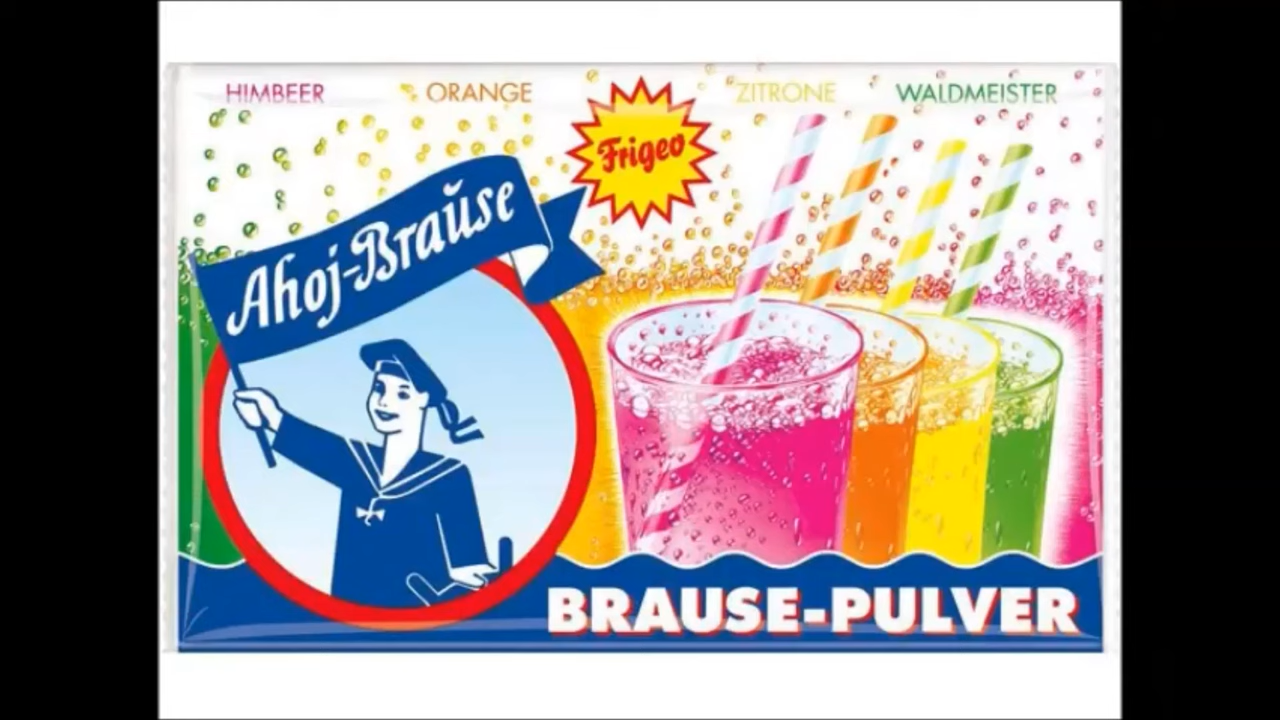 HIMBEER
ORANGE
ZITRONE
WALDMEISTER
Frigeo
Ahoj-Brause
BRAUSE-PULVER